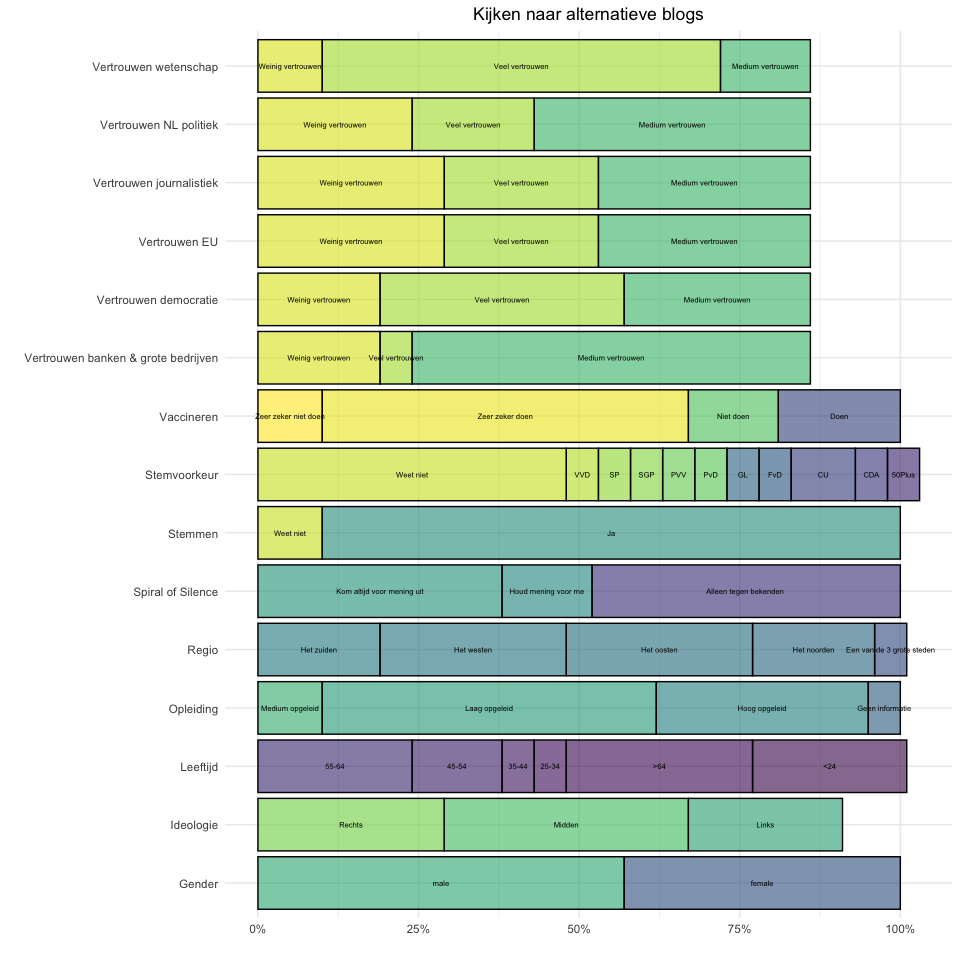 Kijken naar alternatieve blogs
Vertrouwen wetenschap
Weinig vertrouwen Veel vertrouwen Medium vertrouwen
Vertrouwen NL politiek
Weinig vertrouwen Veel vertrouwen Medium vertrouwen
Vertrouwen journalistiek
Weinig vertrouwen Veel vertrouwen Medium vertrouwen
Vertrouwen EU
Weinig vertrouwen Veel vertrouwen Medium vertrouwen
Vertrouwen democratie
Weinig vertrouwen Veel vertrouwen Medium vertrouwen
Vertrouwen banken & grote bedrijven
Weinig vertrouwen Veel vertrouwen Medium vertrouwen
Vaccineren
Zeer zeker niet doen Zeer zeker doen Niet doen Doen
Stemvoorkeur
Weet niet VVD SP SGP PVV PvD GL FvD CU CDA 50Plus
Stemmen
Weet niet Ja
Spiral of Silence
Kom altijd voor mening uit Houd mening voor me Alleen tegen bekenden
Regio
Het zuiden Het westen Het oosten Het noorden Een van de 3 grote steden
Opleiding
Medium opgeleid Laag opgeleid Hoog opgeleid Geen informatie
Leeftijd
55-64 45-54 35-44 25-34 >64 <24
Ideologie
Rechts Midden Links
Gender
male female
0% 25% 50% 75% 100%